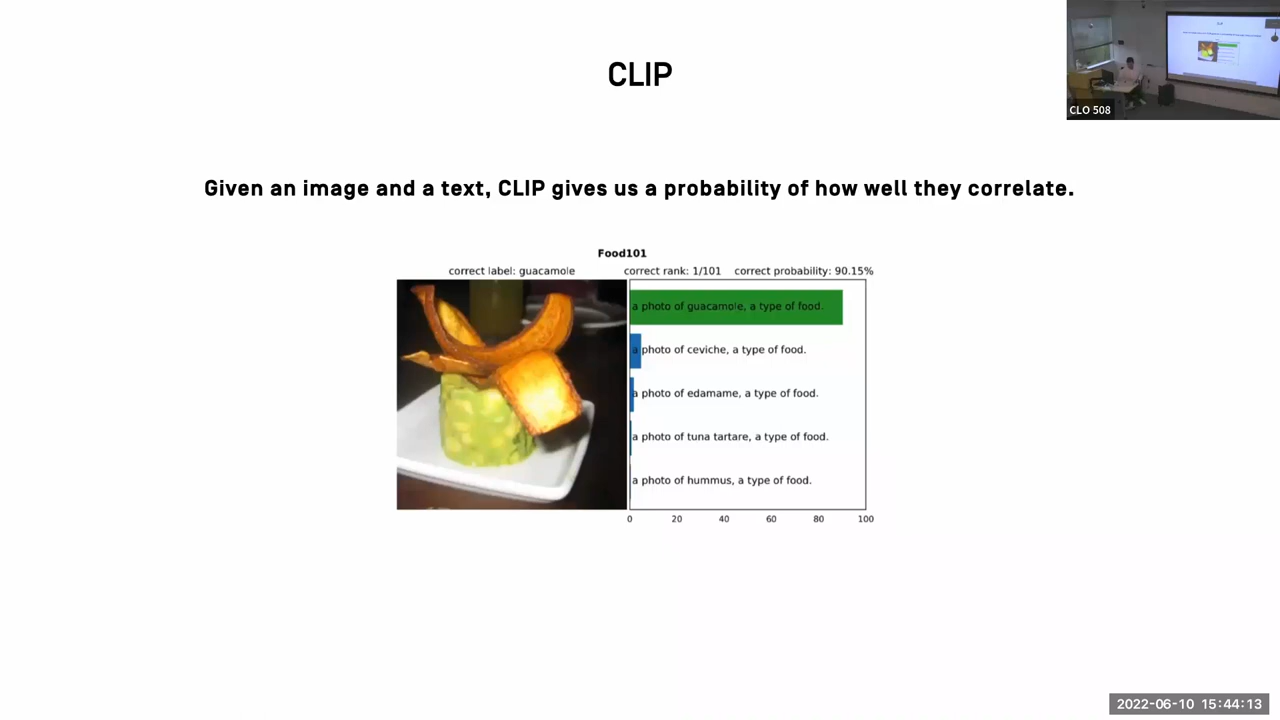 CLIP
CLO 508
Given an image and a text, CLIP gives us a probability of how well they correlate.
Food101
correct label: guacamole correct rank: 1/101 correct probability: 90.15%
a photo of guacamole, a type of food.
a photo of ceviche, a type of food.
a photo of edamame, a type of food.
a photo of tuna tartare, a type of food.
a photo of hummus, a type of food.
0 20 40 60 80 100
2022-06-10 15:44:13